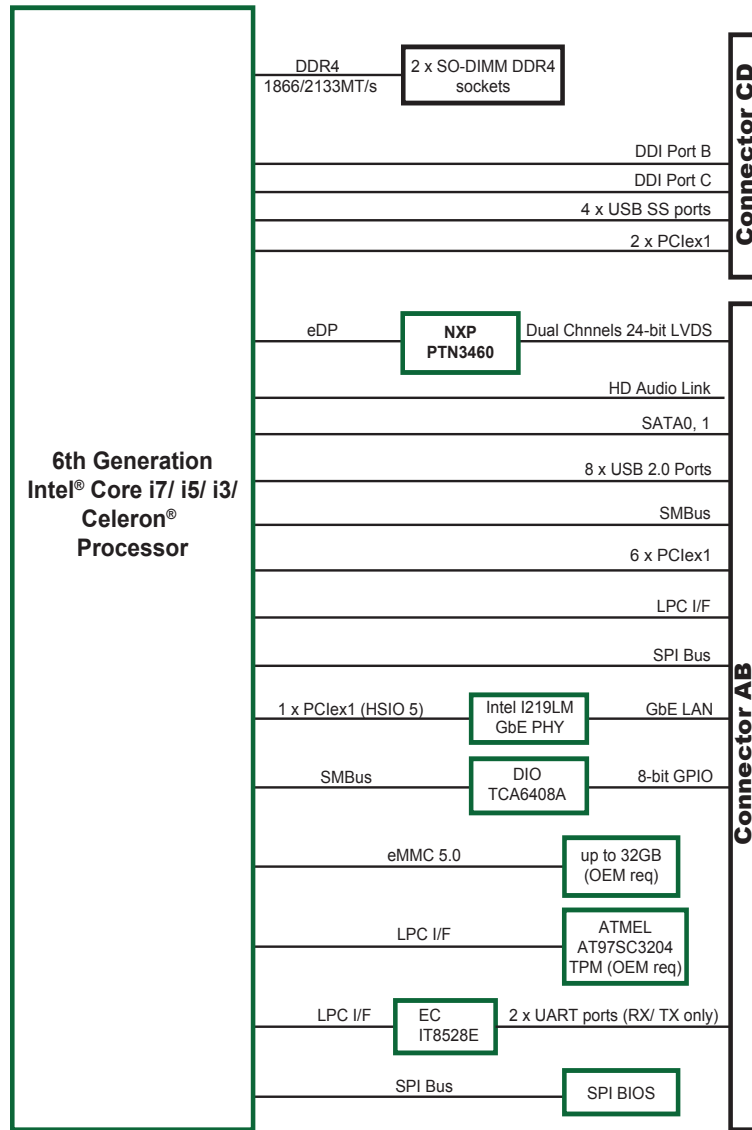 6th Generation
Intel® Core i7/ i5/ i3/
Celeron®
Processor
DDR4
1866/2133MT/s
2 x SO-DIMM DDR4
sockets
DDI Port B
DDI Port C
4 x USB SS ports
2 x PCIex1
Connector CD
eDP
NXP
PTN3460
Dual Chnnels 24-bit LVDS
HD Audio Link
SATA0, 1
8 x USB 2.0 Ports
SMBus
6 x PCIex1
LPC I/F
SPI Bus
1 x PCIex1 (HSIO 5)
Intel I219LM
GbE PHY
GbE LAN
SMBus
DIO
TCA6408A
8-bit GPIO
eMMC 5.0
up to 32GB
(OEM req)
LPC I/F
ATMEL
AT97SC3204
TPM (OEM req)
LPC I/F
EC
IT8528E
2 x UART ports (RX/ TX only)
SPI Bus
SPI BIOS
Connector AB